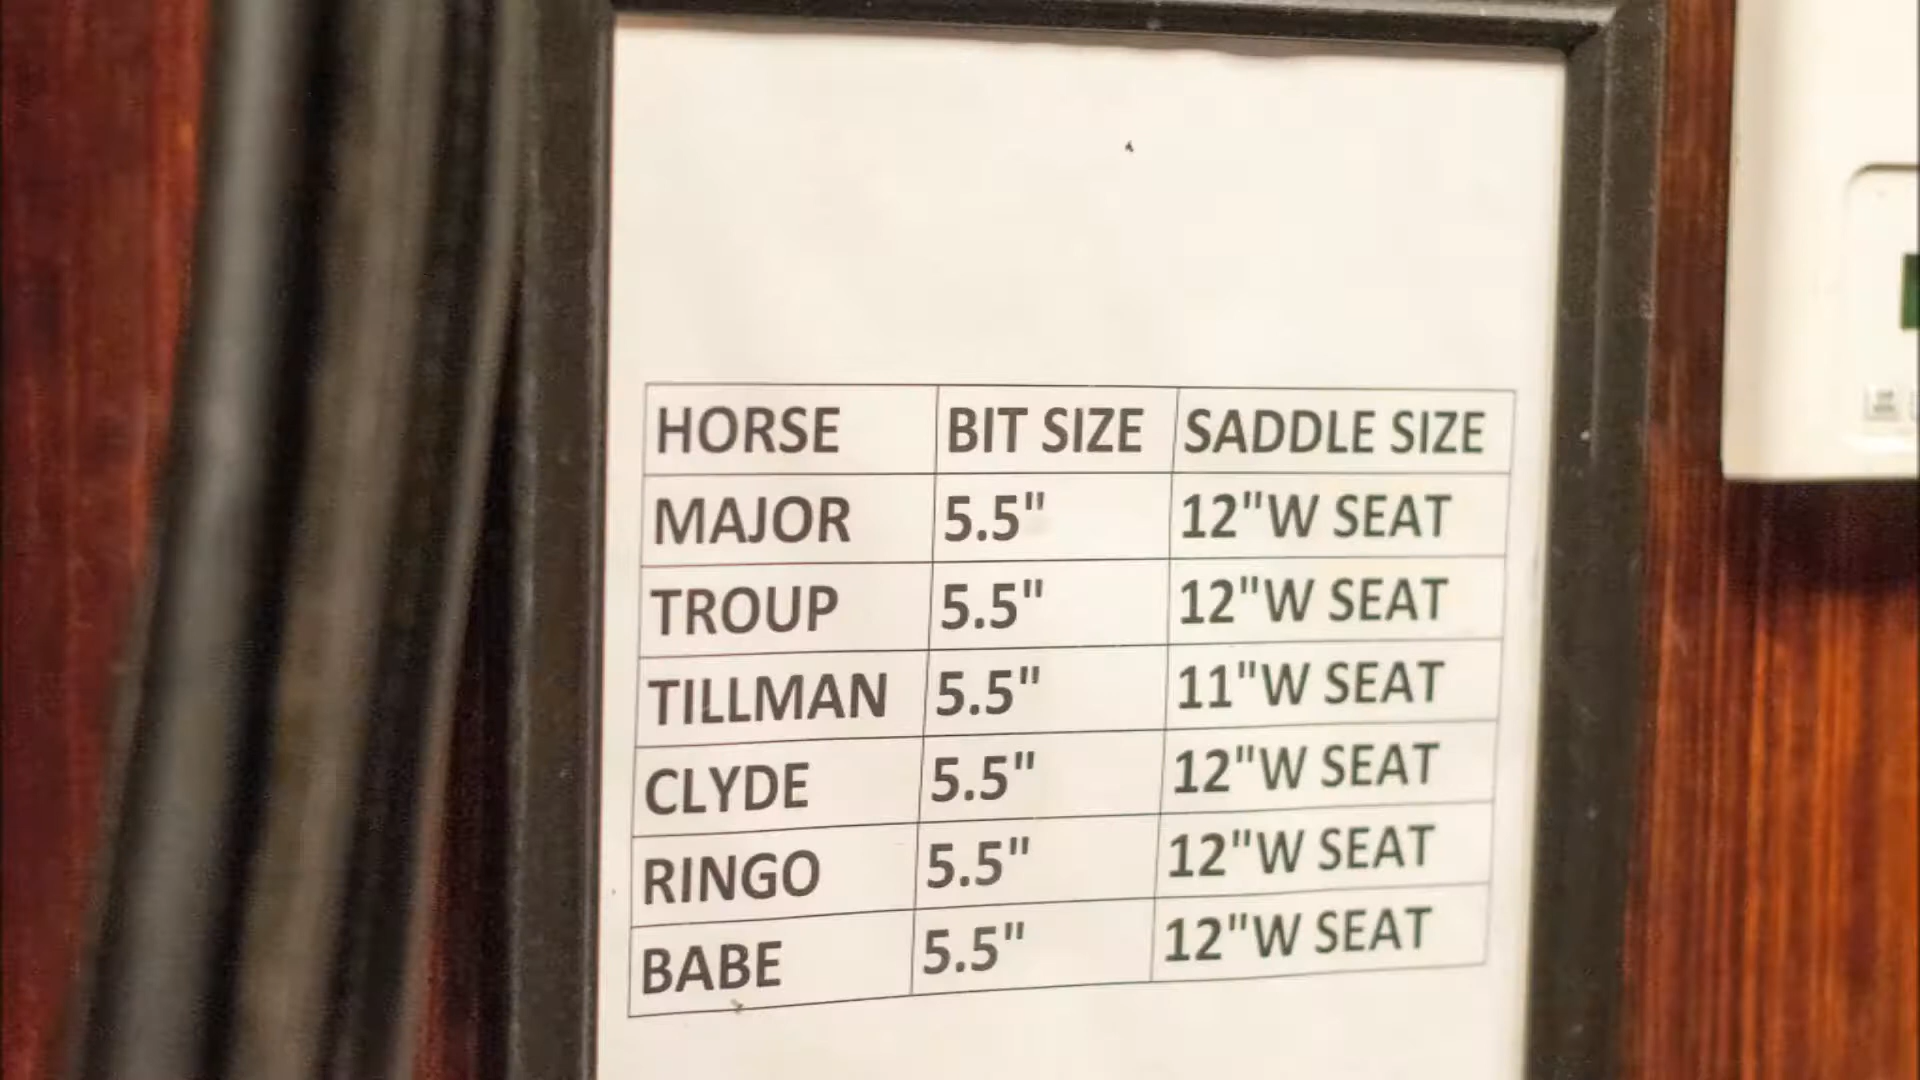 HORSE BIT SIZE SADDLE SIZE
MAJOR 5.5" 12"W SEAT
TROUP 5.5" 12"W SEAT
TILLMAN 5.5" 11"W SEAT
CLYDE 5.5" 12"W SEAT
RINGO 5.5" 12"W SEAT
BABE 5.5" 12"W SEAT